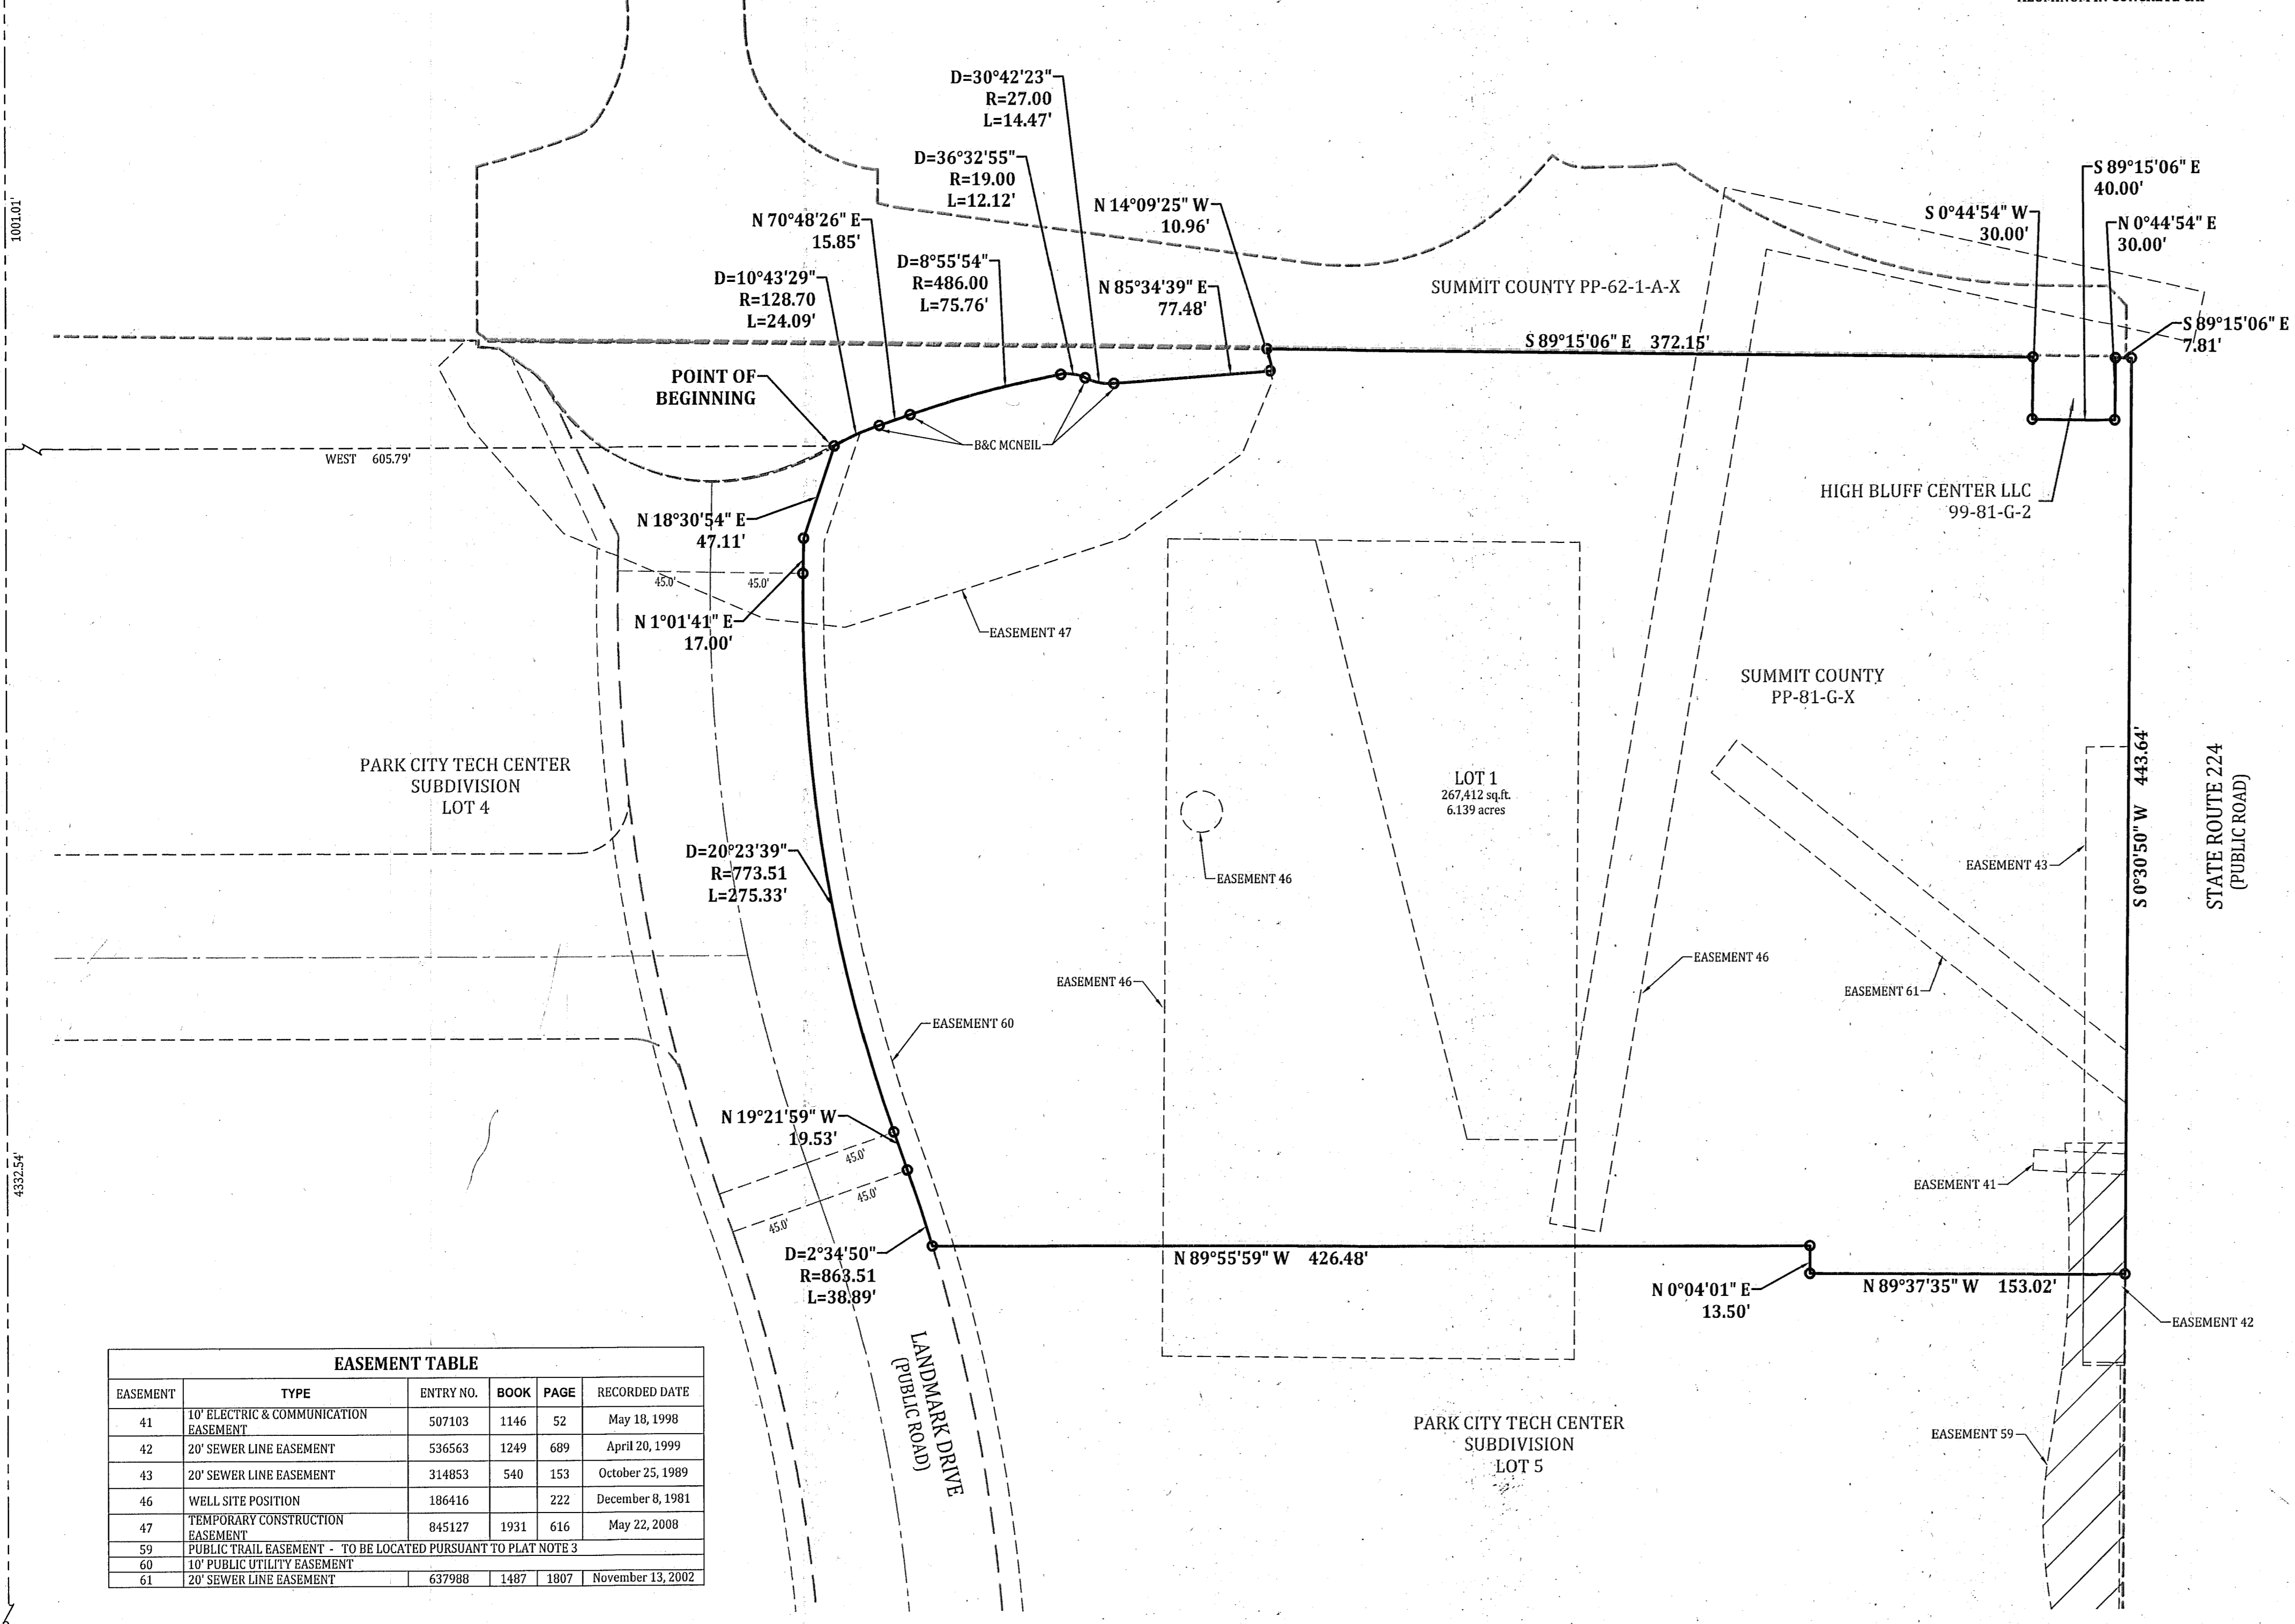 1001.01'
D=30°42'23"
R=27.00
L=14.47'
D=36°32'55"
R=19.00
L=12.12'
N 14°09'25" W
10.96'
N 70°48'26" E
15.85'
D=8°55'54"
R=486.00
L=75.76'
D=10°43'29"
R=128.70
L=24.09'
N 85°34'39" E
77.48'
SUMMIT COUNTY PP-62-1-A-X
S 89°15'06" E
40.00'
S 0°44'54" W
30.00'
N 0°44'54" E
30.00'
S 89°15'06" E
7.81'
S 89°15'06" E 372.15'
POINT OF
BEGINNING
B&C MCNEIL
WEST 605.79'
HIGH BLUFF CENTER LLC
99-81-G-2
N 18°30'54" E
47.11'
45.0'
45.0'
N 1°01'41" E
17.00'
EASEMENT 47
SUMMIT COUNTY
PP-81-G-X
PARK CITY TECH CENTER
SUBDIVISION
LOT 4
LOT 1
267,412 sq.ft.
6.139 acres
S 0°30'50" W 443.64'
STATE ROUTE 224
(PUBLIC ROAD)
D=20°23'39"
R=773.51
L=275.33'
EASEMENT 46
EASEMENT 43
EASEMENT 46
EASEMENT 46
EASEMENT 61
EASEMENT 60
4332.54'
N 19°21'59" W
19.53'
45.0'
45.0'
45.0'
EASEMENT 41
D=2°34'50"
R=863.51
L=38.89'
N 89°55'59" W 426.48'
N 0°04'01" E
13.50'
N 89°37'35" W 153.02'
EASEMENT 42
LANDMARK DRIVE
(PUBLIC ROAD)
PARK CITY TECH CENTER
SUBDIVISION
LOT 5
EASEMENT 59
EASEMENT TABLE
EASEMENT TYPE ENTRY NO. BOOK PAGE RECORDED DATE
41 10' ELECTRIC & COMMUNICATION EASEMENT 507103 1146 52 May 18, 1998
42 20' SEWER LINE EASEMENT 536563 1249 689 April 20, 1999
43 20' SEWER LINE EASEMENT 314853 540 153 October 25, 1989
46 WELL SITE POSITION 186416 222 December 8, 1981
47 TEMPORARY CONSTRUCTION EASEMENT 845127 1931 616 May 22, 2008
59 PUBLIC TRAIL EASEMENT - TO BE LOCATED PURSUANT TO PLAT NOTE 3
60 10' PUBLIC UTILITY EASEMENT
61 20' SEWER LINE EASEMENT 637988 1487 1807 November 13, 2002